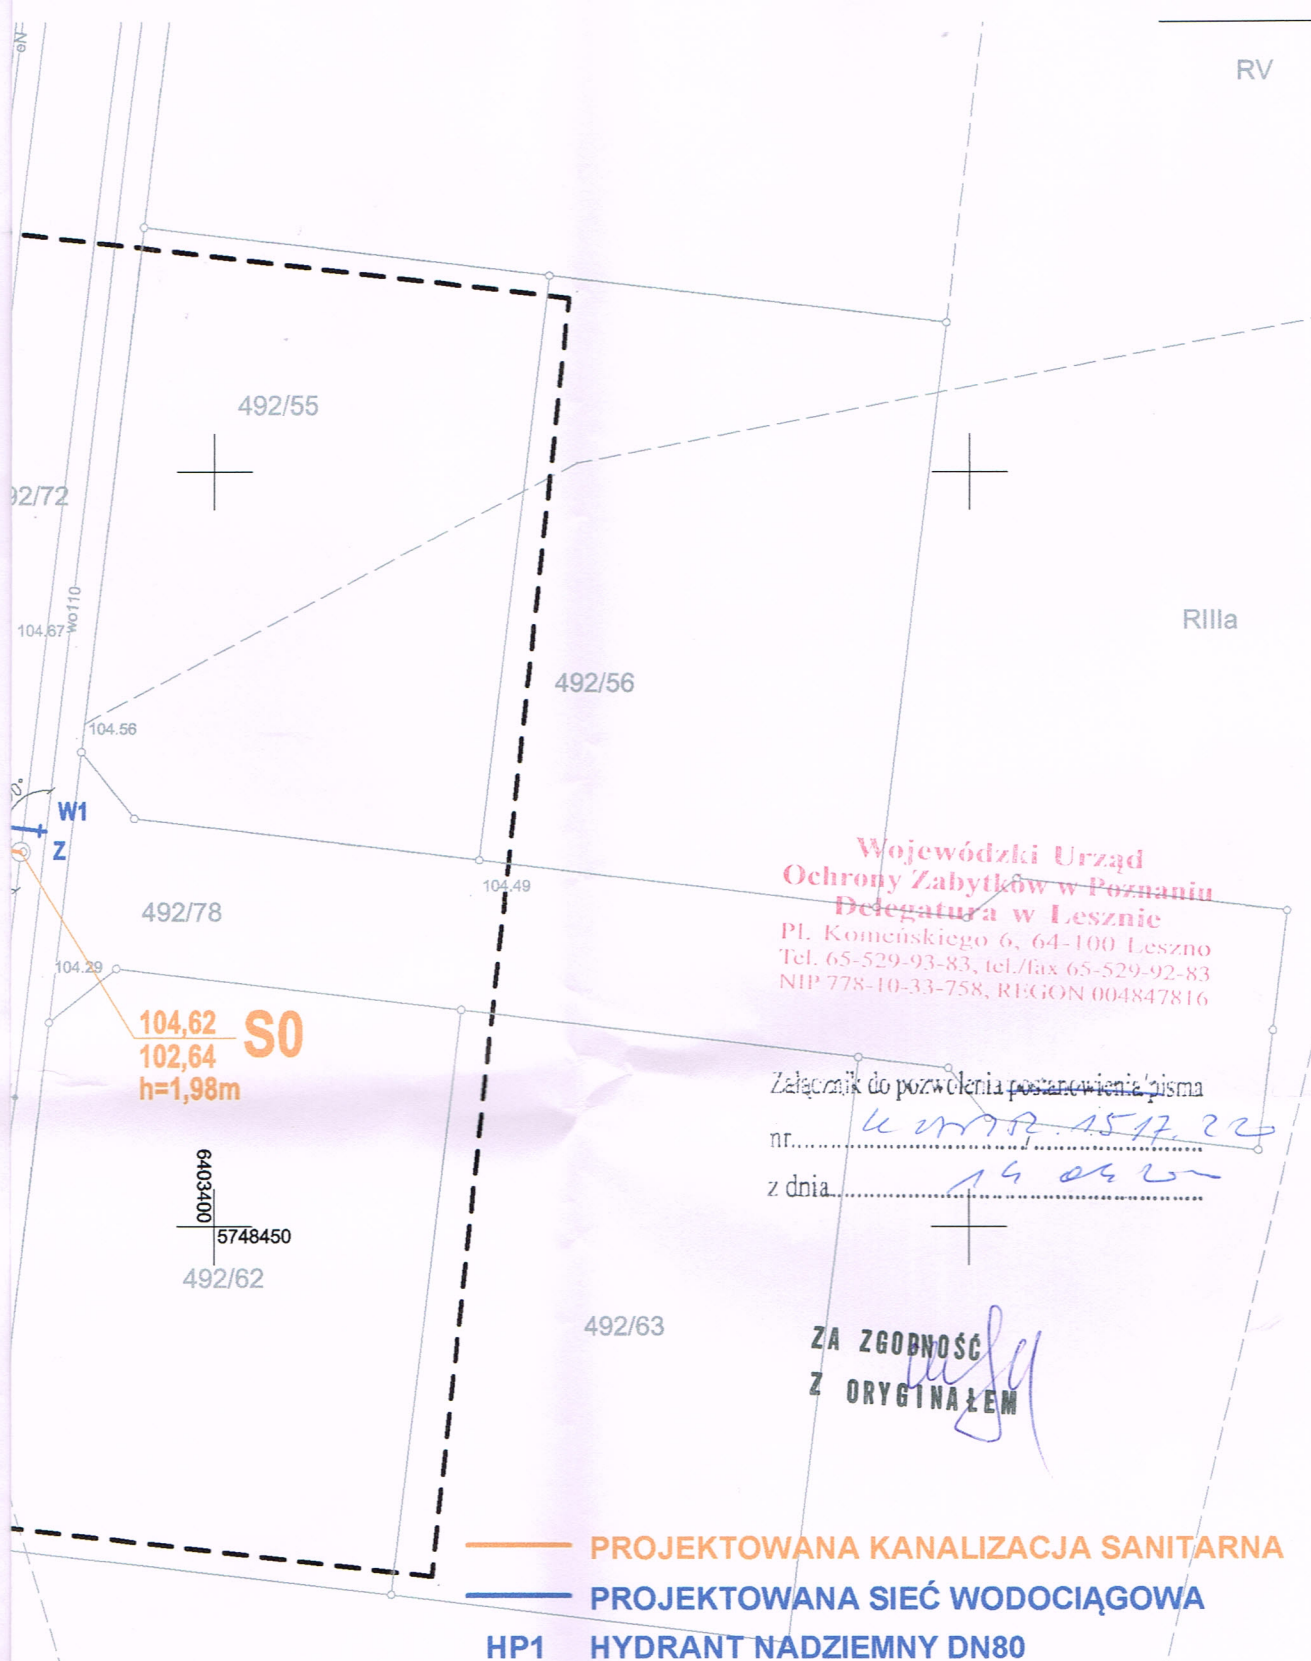 eN
RV
492/55
92/72
wo110
104.67
RIIIa
492/56
104.56
W1
Z
104.49
492/78
104.29
104,62
102,64
h=1,98m
S0
Wojewódzki Urząd
Ochrony Zabytków w Poznaniu
Delegatura w Lesznie
Pl. Komeńskiego 6, 64-100 Leszno
Tel. 65-529-93-83, tel./fax 65-529-92-83
NIP 778-10-33-758, REGON 004847816
Załącznik do pozwolenia postanowienia/pisma
nr
z dnia 14
6403400
5748450
492/62
492/63
ZA ZGODNOŚĆ
Z ORYGINAŁEM
PROJEKTOWANA KANALIZACJA SANITARNA
PROJEKTOWANA SIEĆ WODOCIĄGOWA
HP1 HYDRANT NADZIEMNY DN80